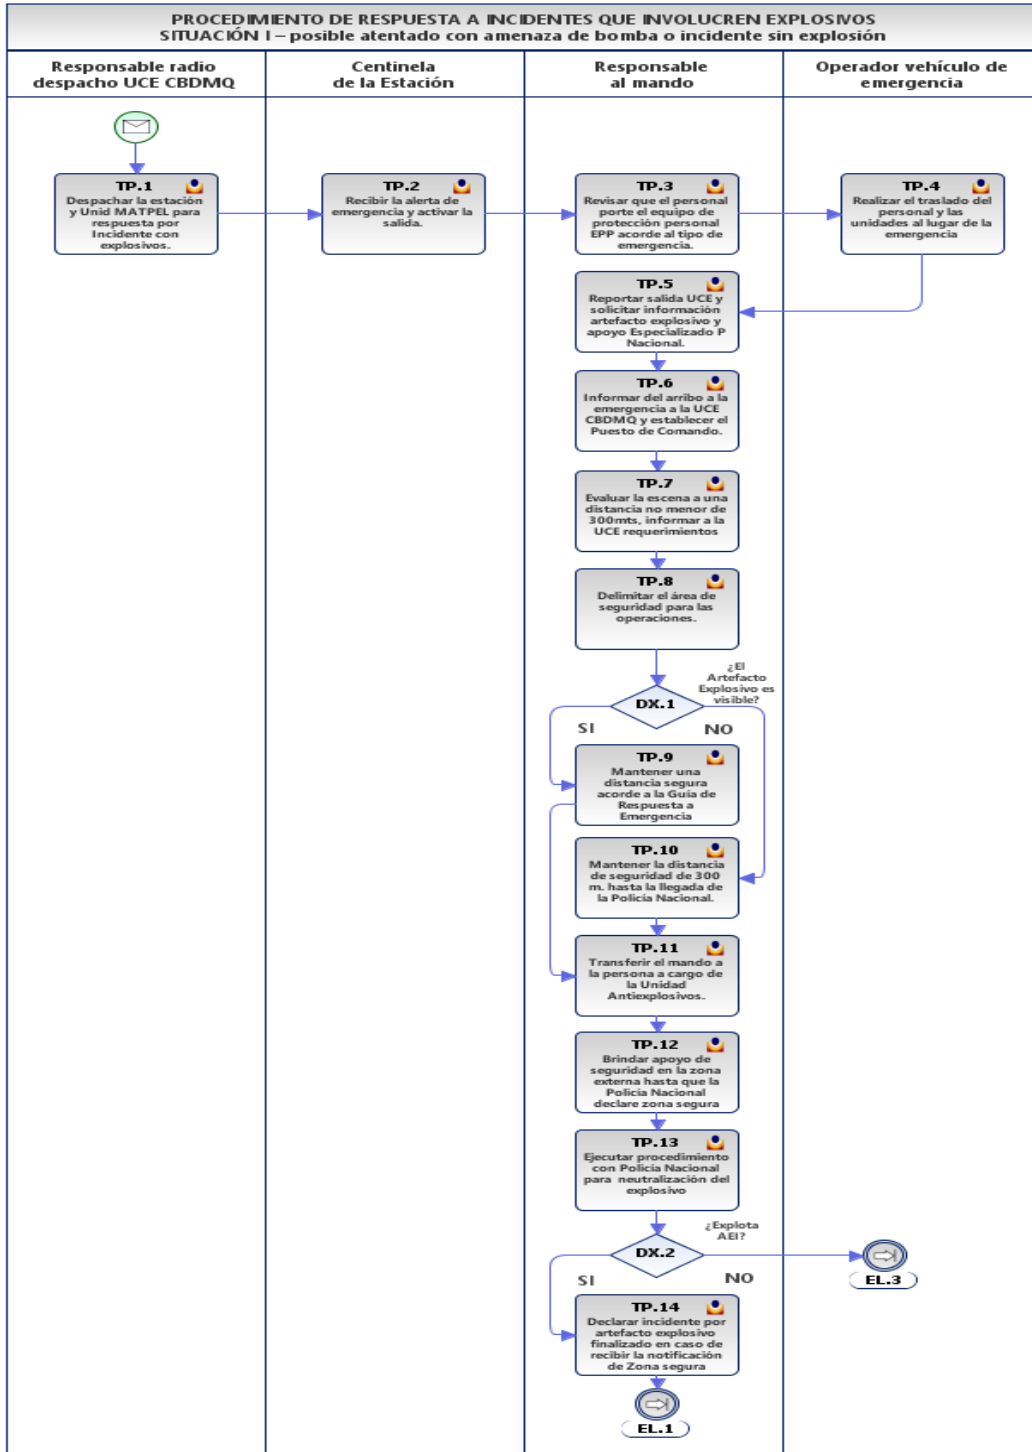 PROCEDIMIENTO DE RESPUESTA A INCIDENTES QUE INVOLUCREN EXPLOSIVOS
SITUACIÓN I – posible atentado con amenaza de bomba o incidente sin explosión
Responsable radio
despacho UCE CBDMQ
Centinela
de la Estación
Responsable
al mando
Operador vehículo de
emergencia
TP.1
Despachar la estación
y Unid MATPEL para
respuesta por
Incidente con
explosivos.
TP.2
Recibir la alerta de
emergencia y activar la
salida.
TP.3
Revisar que el personal
porte el equipo de
protección personal
EPP acorde al tipo de
emergencia.
TP.4
Realizar el traslado del
personal y las
unidades al lugar de la
emergencia
TP.5
Reportar salida UCE y
solicitar información
artefacto explosivo y
apoyo Especializado P
Nacional.
TP.6
Informar del arribo a la
emergencia a la UCE
CBDMQ y establecer el
Puesto de Comando.
TP.7
Evaluar la escena a una
distancia no menor de
300mts, informar a la
UCE requerimientos
TP.8
Delimitar el área de
seguridad para las
operaciones.
¿El
Artefacto
Explosivo es
visible?
DX.1
SI
NO
TP.9
Mantener una
distancia segura
acorde a la Guía de
Respuesta a
Emergencia
TP.10
Mantener la distancia
de seguridad de 300
m. hasta la llegada de
la Policía Nacional.
TP.11
Transferir el mando a
la persona a cargo de
la Unidad
Antiexplosivos.
TP.12
Brindar apoyo de
seguridad en la zona
externa hasta que la
Policía Nacional
declare zona segura
TP.13
Ejecutar procedimiento
con Policía Nacional
para neutralización del
explosivo
¿Explota
AEI?
DX.2
SI
NO
EL.3
TP.14
Declarar incidente por
artefacto explosivo
finalizado en caso de
recibir la notificación
de Zona segura
EL.1